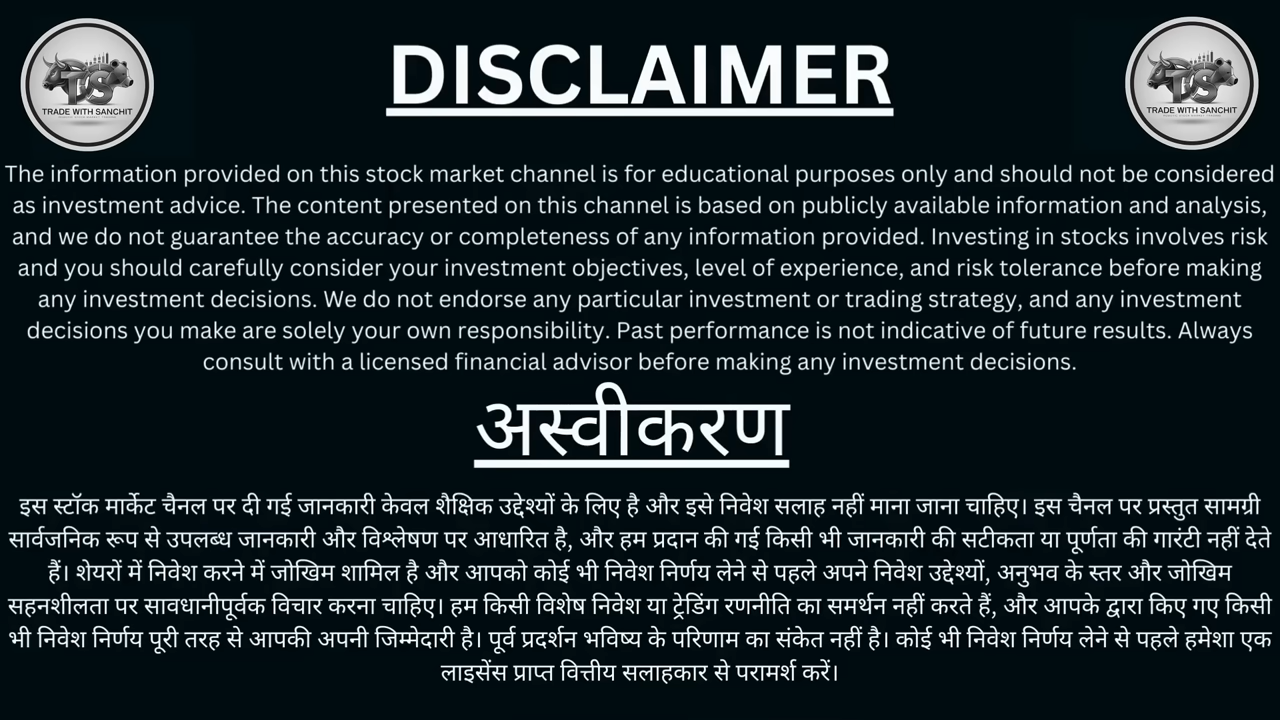 DISCLAIMER
TS
TRADE WITH SANCHIT
TS
TRADE WITH SANCHIT
The information provided on this stock market channel is for educational purposes only and should not be considered
as investment advice. The content presented on this channel is based on publicly available information and analysis,
and we do not guarantee the accuracy or completeness of any information provided. Investing in stocks involves risk
and you should carefully consider your investment objectives, level of experience, and risk tolerance before making
any investment decisions. We do not endorse any particular investment or trading strategy, and any investment
decisions you make are solely your own responsibility. Past performance is not indicative of future results. Always
consult with a licensed financial advisor before making any investment decisions.
अस्वीकरण
इस स्टॉक मार्केट चैनल पर दी गई जानकारी केवल शैक्षिक उद्देश्यों के लिए है और इसे निवेश सलाह नहीं माना जाना चाहिए। इस चैनल पर प्रस्तुत सामग्री
सार्वजनिक रूप से उपलब्ध जानकारी और विश्लेषण पर आधारित है, और हम प्रदान की गई किसी भी जानकारी की सटीकता या पूर्णता की गारंटी नहीं देते
हैं। शेयरों में निवेश करने में जोखिम शामिल है और आपको कोई भी निवेश निर्णय लेने से पहले अपने निवेश उद्देश्यों, अनुभव के स्तर और जोखिम
सहनशीलता पर सावधानीपूर्वक विचार करना चाहिए। हम किसी विशेष निवेश या ट्रेडिंग रणनीति का समर्थन नहीं करते हैं, और आपके द्वारा किए गए किसी
भी निवेश निर्णय पूरी तरह से आपकी अपनी जिम्मेदारी है। पूर्व प्रदर्शन भविष्य के परिणाम का संकेत नहीं है। कोई भी निवेश निर्णय लेने से पहले हमेशा एक
लाइसेंस प्राप्त वित्तीय सलाहकार से परामर्श करें।